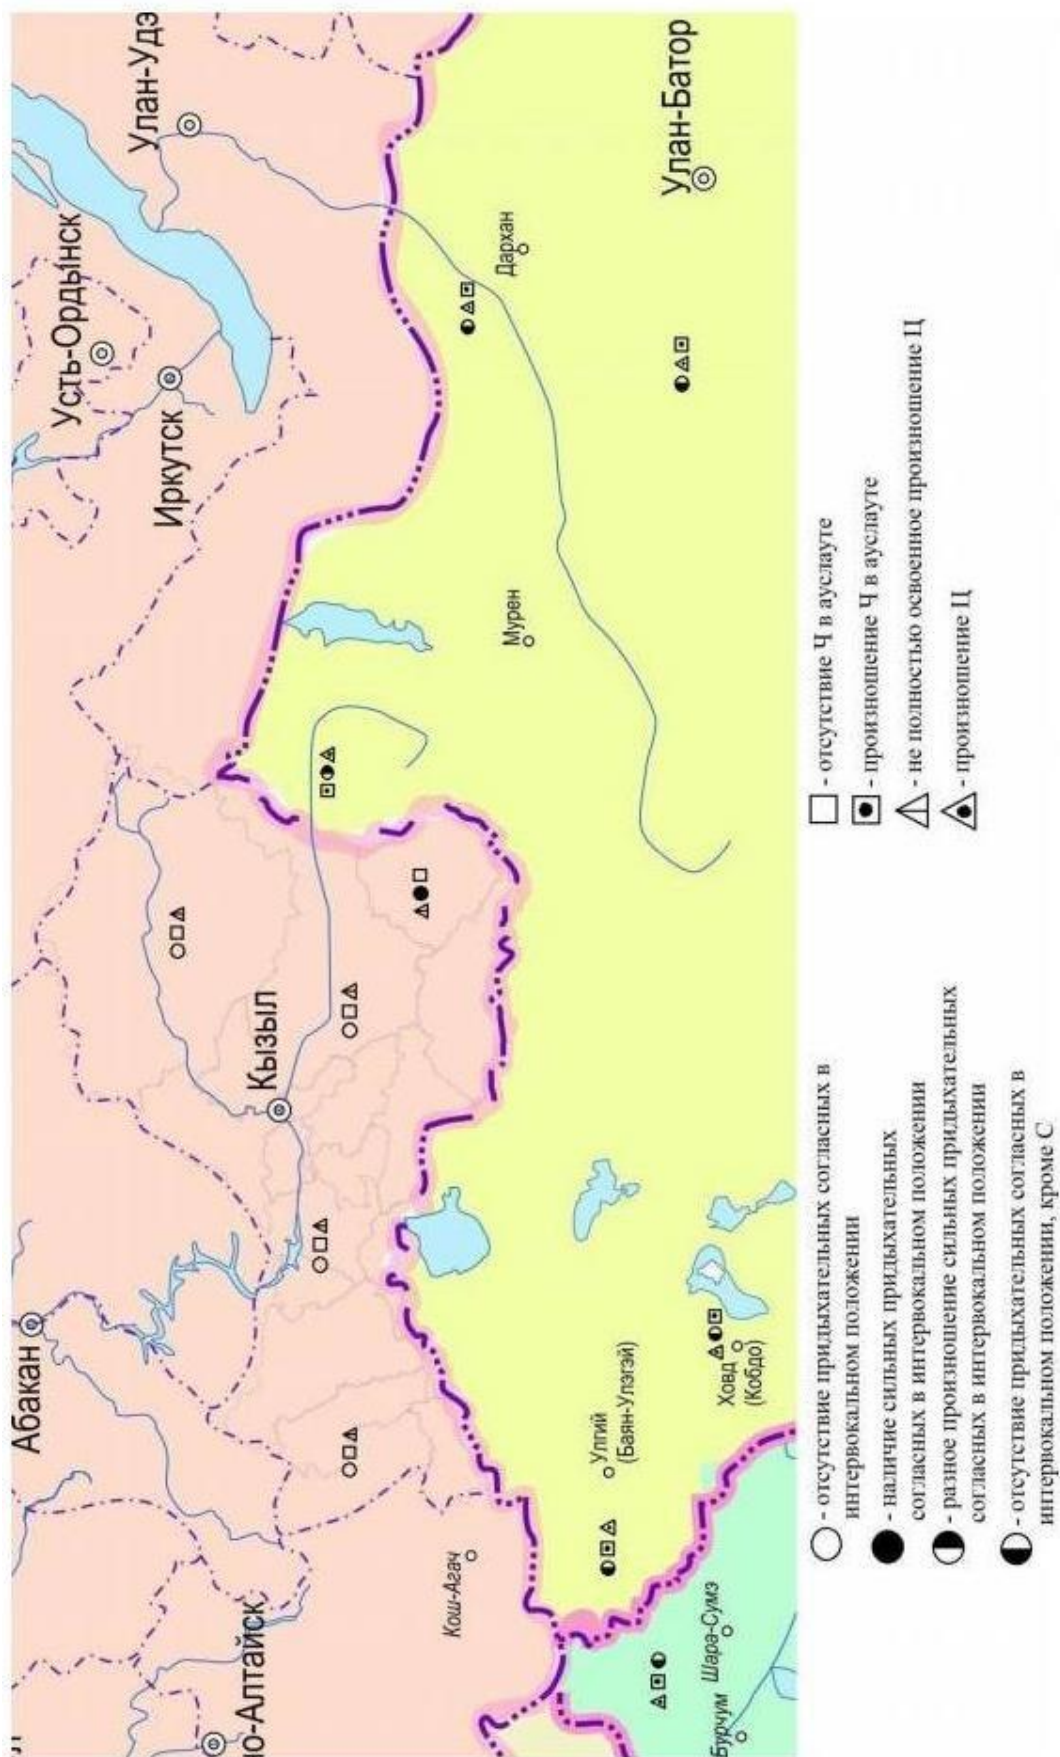 Абакан
Усть-Ордынск
Иркутск
Улан-Удэ
Кызыл
о-Алтайск
Кош-Агач
Мурен
Дархан
Улан-Батор
Улгий
(Баян-Улэгэй)
Ховд
(Кобдо)
Шара-Сумэ
Бурчум
○ - отсутствие придыхательных согласных в
интервокальном положении
● - наличие сильных придыхательных
согласных в интервокальном положении
- разное произношение сильных придыхательных
согласных в интервокальном положении
- отсутствие придыхательных согласных в
интервокальном положении, кроме С
□ - отсутствие Ч в ауслауте
- произношение Ч в ауслауте
- не полностью освоенное произношение Ц
- произношение Ц